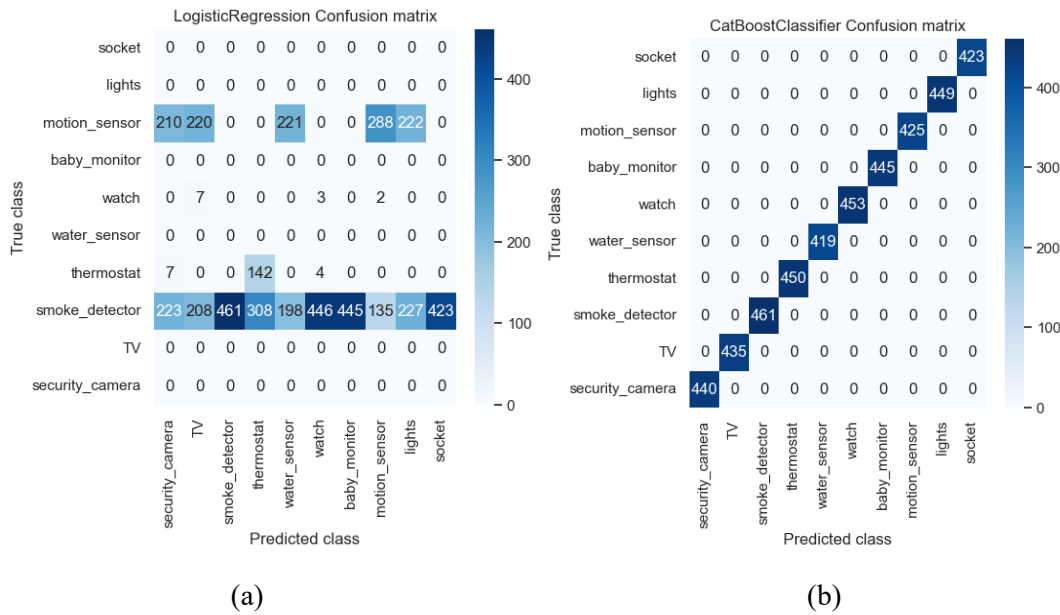 LogisticRegression Confusion matrix
socket 0 0 0 0 0 0 0 0 0 0
lights 0 0 0 0 0 0 0 0 0 0
motion_sensor 210 220 0 0 221 0 0 288 222 0
baby_monitor 0 0 0 0 0 0 0 0 0 0
watch 0 7 0 0 0 3 0 2 0 0
water_sensor 0 0 0 0 0 0 0 0 0 0
thermostat 7 0 0 142 0 4 0 0 0 0
smoke_detector 223 208 461 308 198 446 445 135 227 423
TV 0 0 0 0 0 0 0 0 0 0
security_camera 0 0 0 0 0 0 0 0 0 0
True class
security_camera
TV
smoke_detector
thermostat
water_sensor
watch
baby_monitor
motion_sensor
lights
socket
Predicted class
400
300
200
100
0
(a)
CatBoostClassifier Confusion matrix
socket 0 0 0 0 0 0 0 0 0 423
lights 0 0 0 0 0 0 0 0 449 0
motion_sensor 0 0 0 0 0 0 0 425 0 0
baby_monitor 0 0 0 0 0 0 445 0 0 0
watch 0 0 0 0 0 453 0 0 0 0
water_sensor 0 0 0 0 419 0 0 0 0 0
thermostat 0 0 0 450 0 0 0 0 0 0
smoke_detector 0 0 461 0 0 0 0 0 0 0
TV 0 435 0 0 0 0 0 0 0 0
security_camera 440 0 0 0 0 0 0 0 0 0
True class
security_camera
TV
smoke_detector
thermostat
water_sensor
watch
baby_monitor
motion_sensor
lights
socket
Predicted class
400
300
200
100
0
(b)